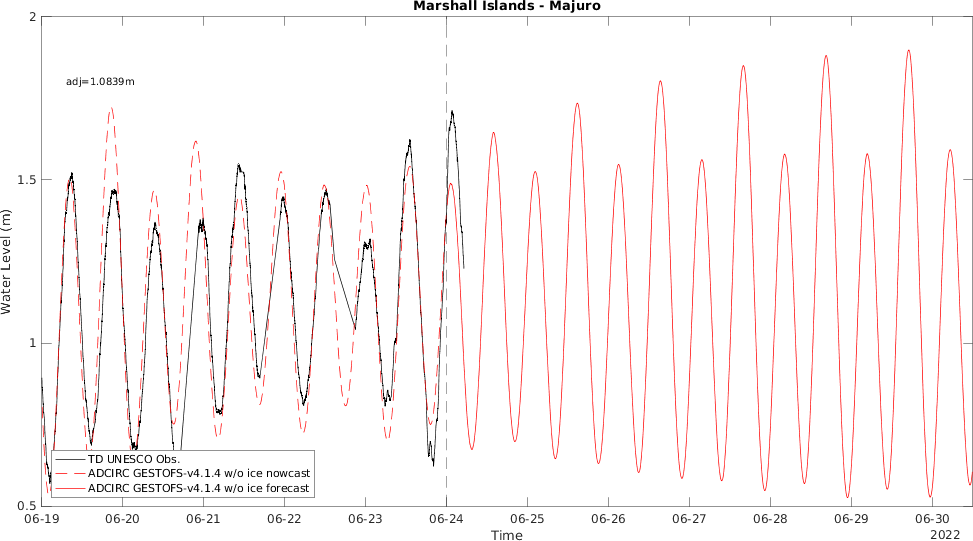 Marshall Islands - Majuro
adj=1.0839m
Water Level (m)
2
1.5
1
0.5
TD UNESCO Obs.
ADCIRC GESTOFS-v4.1.4 w/o ice nowcast
ADCIRC GESTOFS-v4.1.4 w/o ice forecast
06-19 06-20 06-21 06-22 06-23 06-24 06-25 06-26 06-27 06-28 06-29 06-30
2022
Time